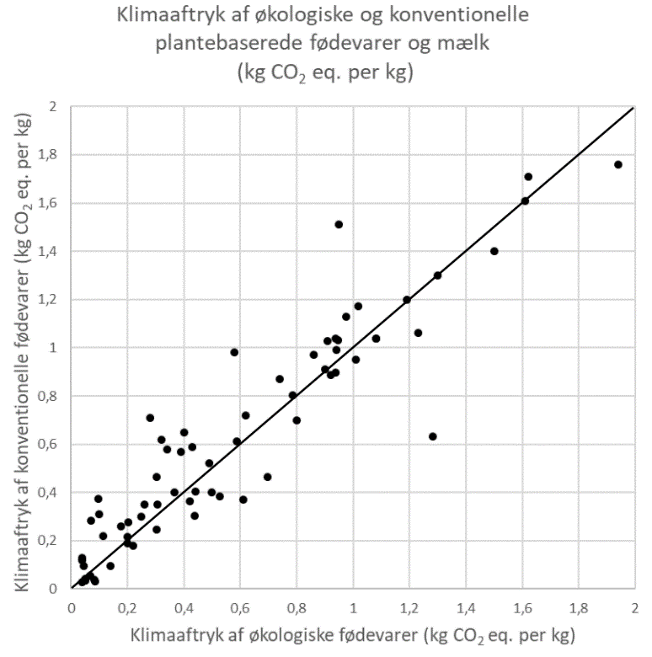 Klimaaftryk af økologiske og konventionelle
plantebaserede fødevarer og mælk
(kg CO₂ eq. per kg)
Klimaaftryk af konventionelle fødevarer (kg CO₂ eq. per kg)
2
1,8
1,6
1,4
1,2
1
0,8
0,6
0,4
0,2
0
0 0,2 0,4 0,6 0,8 1 1,2 1,4 1,6 1,8 2
Klimaaftryk af økologiske fødevarer (kg CO₂ eq. per kg)